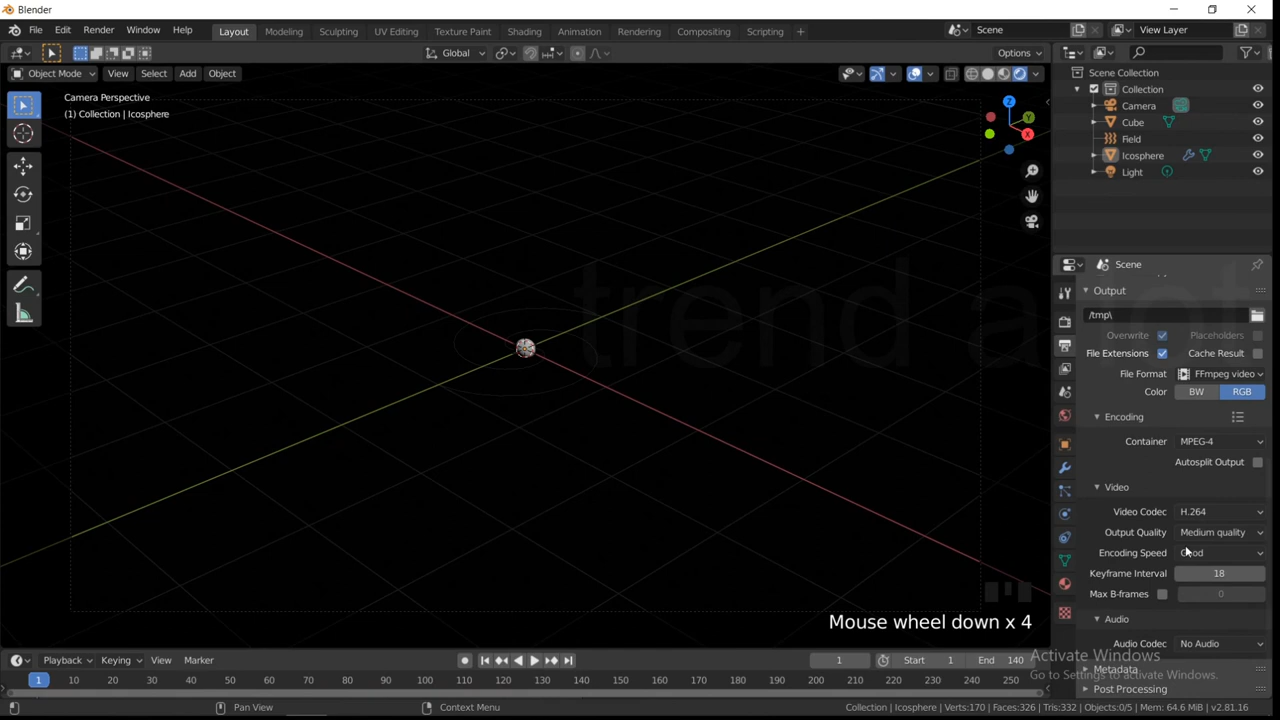 Blender
File Edit Render Window Help Layout Modeling Sculpting UV Editing Texture Paint Shading Animation Rendering Compositing Scripting + Scene View Layer
Global Options
Object Mode View Select Add Object
Camera Perspective
(1) Collection | Icosphere
Z
Y
X
trend a
Mouse wheel down x 4
Scene Collection
Collection
Camera
Cube
Field
Icosphere
Light
Scene
Output
/tmp\
Overwrite Placeholders
File Extensions Cache Result
File Format FFmpeg video
Color BW RGB
Encoding
Container MPEG-4
Autosplit Output
Video
Video Codec H.264
Output Quality Medium quality
Encoding Speed Good
Keyframe Interval 18
Max B-frames 0
Audio
Audio Codec No Audio
Metadata
Post Processing
Activate Windows
Go to Settings to activate Windows.
Playback Keying View Marker 1 Start 1 End 140
1 10 20 30 40 50 60 70 80 90 100 110 120 130 140 150 160 170 180 190 200 210 220 230 240 250
Pan View Context Menu Collection | Icosphere | Verts:170 | Faces:326 | Tris:332 | Objects:0/5 | Mem: 64.6 MiB | v2.81.16